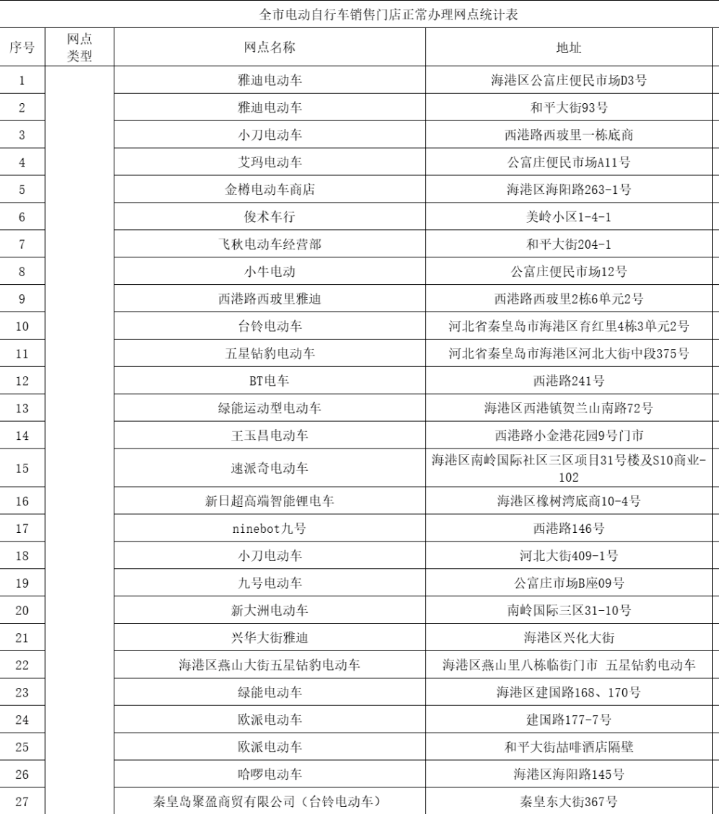 全市电动自行车销售门店正常办理网点统计表
序号 网点类型 网点名称 地址
1 雅迪电动车 海港区公富庄便民市场D3号
2 雅迪电动车 和平大街93号
3 小刀电动车 西港路西玻里一栋底商
4 艾玛电动车 公富庄便民市场A11号
5 金樽电动车商店 海港区海阳路263-1号
6 俊术车行 美岭小区1-4-1
7 飞秋电动车经营部 和平大街204-1
8 小牛电动 公富庄便民市场12号
9 西港路西玻里雅迪 西港路西玻里2栋6单元2号
10 台铃电动车 河北省秦皇岛市海港区育红里4栋3单元2号
11 五星钻豹电动车 河北省秦皇岛市海港区河北大街中段375号
12 BT电车 西港路241号
13 绿能运动型电动车 海港区西港镇贺兰山南路72号
14 王玉昌电动车 西港路小金港花园9号门市
15 速派奇电动车 海港区南岭国际社区三区项目31号楼及S10商业-102
16 新日超高端智能锂电车 海港区橡树湾底商10-4号
17 ninebot九号 西港路146号
18 小刀电动车 河北大街409-1号
19 九号电动车 公富庄市场B座09号
20 新大洲电动车 南岭国际三区31-10号
21 兴华大街雅迪 海港区兴化大街
22 海港区燕山大街五星钻豹电动车 海港区燕山里八栋临街门市 五星钻豹电动车
23 绿能电动车 海港区建国路168、170号
24 欧派电动车 建国路177-7号
25 欧派电动车 和平大街喆啡酒店隔壁
26 哈啰电动车 海港区海阳路145号
27 秦皇岛聚盈商贸有限公司（台铃电动车） 秦皇东大街367号